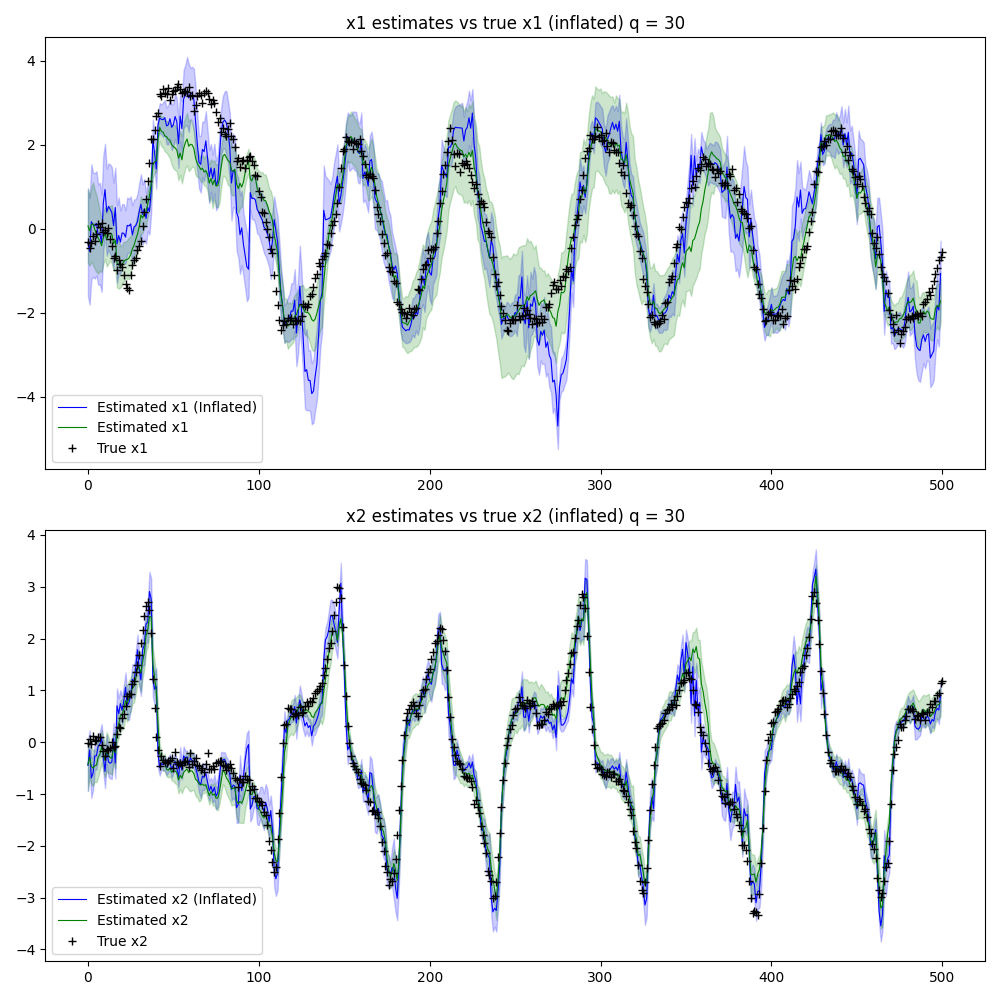 x1 estimates vs true x1 (inflated) q = 30
4
2
0
−2
−4
Estimated x1 (Inflated)
Estimated x1
True x1
0 100 200 300 400 500
x2 estimates vs true x2 (inflated) q = 30
4
3
2
1
0
−1
−2
−3
−4
Estimated x2 (Inflated)
Estimated x2
True x2
0 100 200 300 400 500